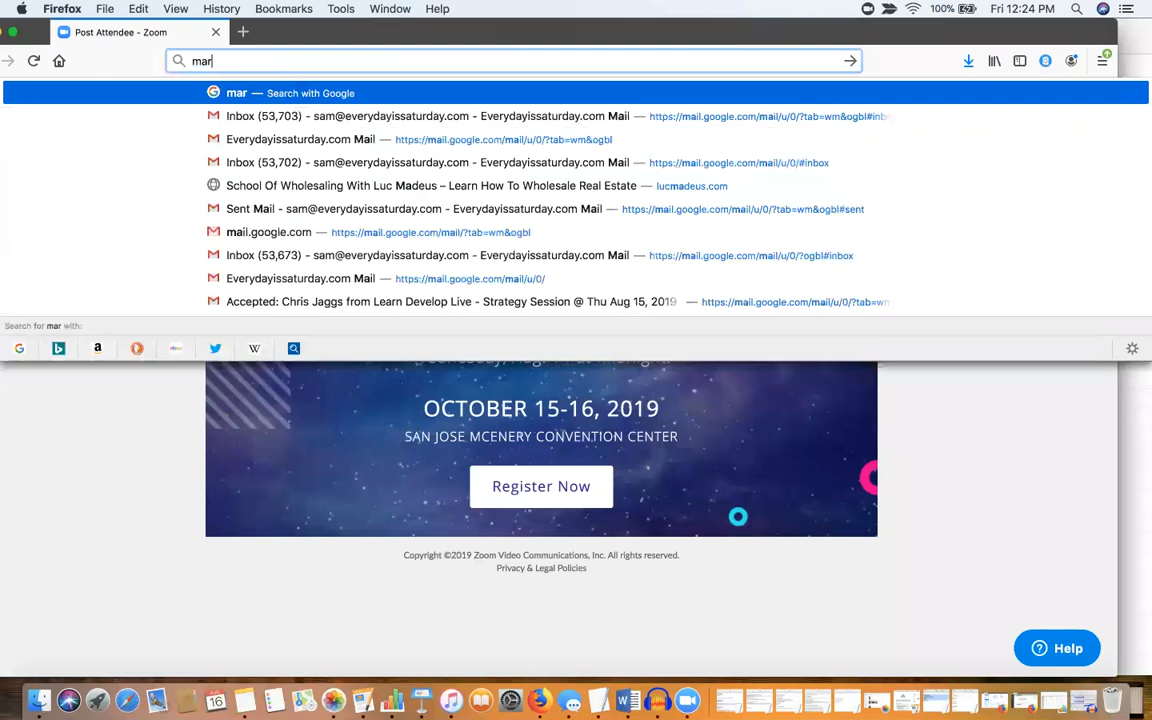 Firefox File Edit View History Bookmarks Tools Window Help 100% Fri 12:24 PM
Post Attendee - Zoom
mar
mar — Search with Google
Inbox (53,703) - sam@everydayissaturday.com - Everydayissaturday.com Mail — https://mail.google.com/mail/u/0/?tab=wm&ogbl#inb
Everydayissaturday.com Mail — https://mail.google.com/mail/u/0/?tab=wm&ogbl
Inbox (53,702) - sam@everydayissaturday.com - Everydayissaturday.com Mail — https://mail.google.com/mail/u/0/#inbox
School Of Wholesaling With Luc Madeus – Learn How To Wholesale Real Estate — lucmadeus.com
Sent Mail - sam@everydayissaturday.com - Everydayissaturday.com Mail — https://mail.google.com/mail/u/0/?tab=wm&ogbl#sent
mail.google.com — https://mail.google.com/mail/?tab=wm&ogbl
Inbox (53,673) - sam@everydayissaturday.com - Everydayissaturday.com Mail — https://mail.google.com/mail/u/0/?ogbl#inbox
Everydayissaturday.com Mail — https://mail.google.com/mail/u/0/
Accepted: Chris Jaggs from Learn Develop Live - Strategy Session @ Thu Aug 15, 2019 — https://mail.google.com/mail/u/0/?tab=wn
Search for mar with:
OCTOBER 15-16, 2019
SAN JOSE MCENERY CONVENTION CENTER
Register Now
Copyright ©2019 Zoom Video Communications, Inc. All rights reserved.
Privacy & Legal Policies
Help
16